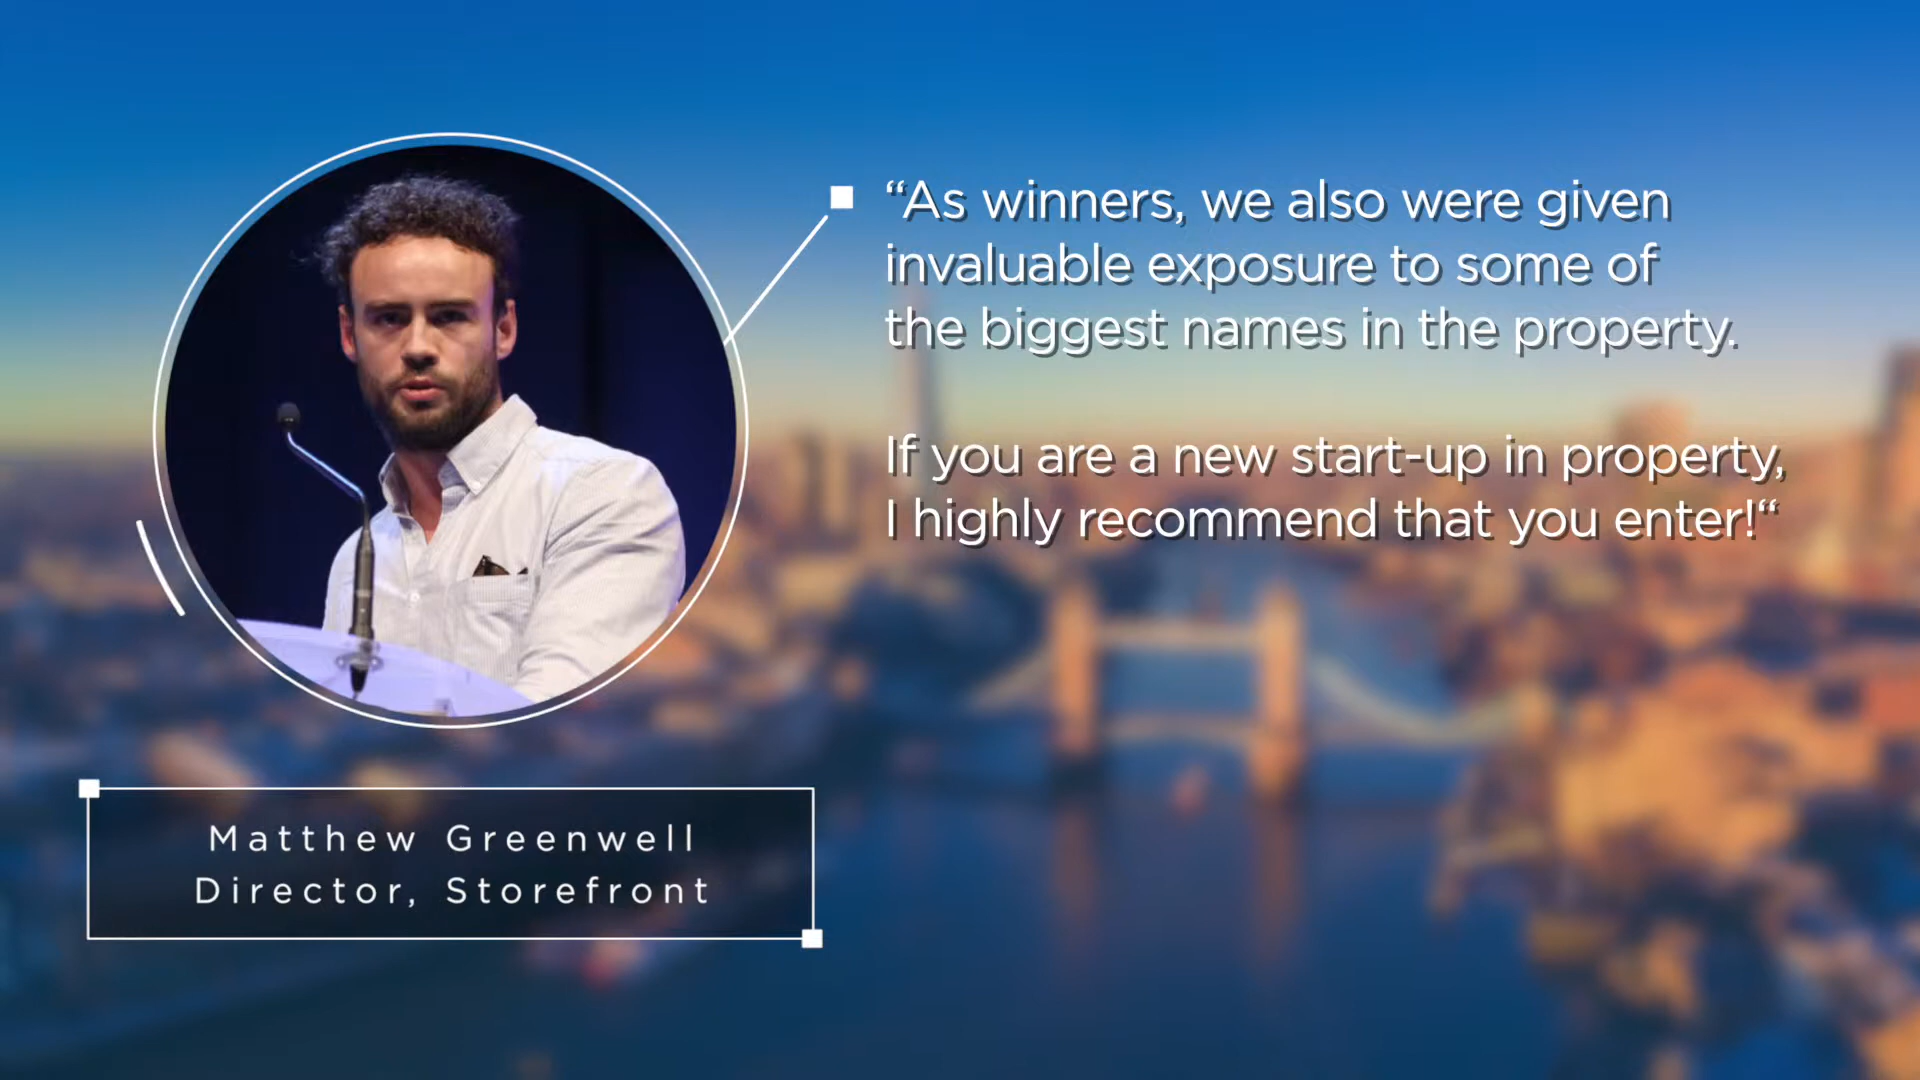 “As winners, we also were given
invaluable exposure to some of
the biggest names in the property.
If you are a new start-up in property,
I highly recommend that you enter!“
Matthew Greenwell
Director, Storefront